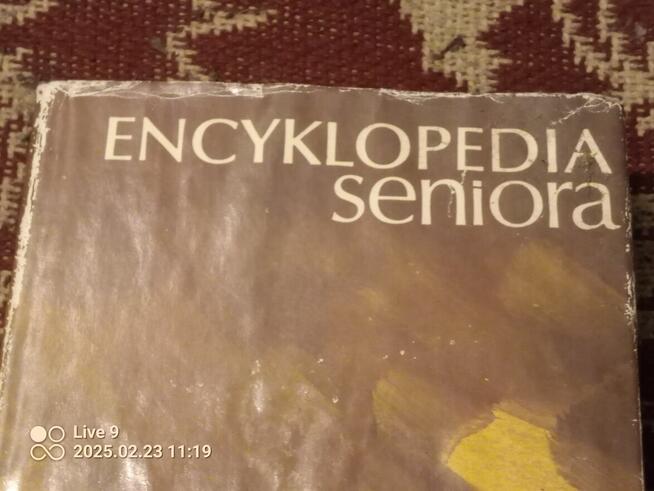 ENCYKLOPEDIA
seniora
Live 9
2025.02.23 11:19